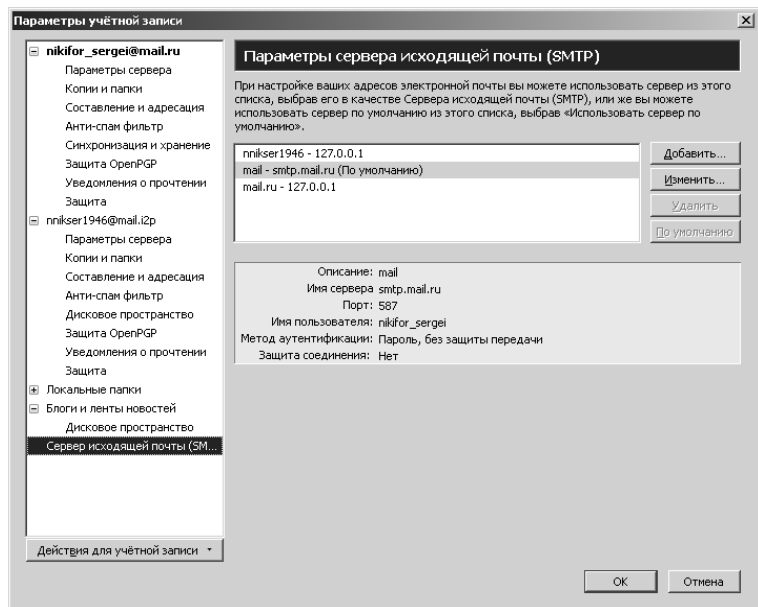 Параметры учётной записи
nikifor_sergei@mail.ru
Параметры сервера
Копии и папки
Составление и адресация
Анти-спам фильтр
Синхронизация и хранение
Защита OpenPGP
Уведомления о прочтении
Защита
nnikser1946@mail.i2p
Параметры сервера
Копии и папки
Составление и адресация
Анти-спам фильтр
Дисковое пространство
Защита OpenPGP
Уведомления о прочтении
Защита
Локальные папки
Блоги и ленты новостей
Дисковое пространство
Сервер исходящей почты (SM...
Действия для учётной записи
Параметры сервера исходящей почты (SMTP)
При настройке ваших адресов электронной почты вы можете использовать сервер из этого
списка, выбрав его в качестве Сервера исходящей почты (SMTP), или же вы можете
использовать сервер по умолчанию из этого списка, выбрав «Использовать сервер по
умолчанию».
nnikser1946 - 127.0.0.1
mail - smtp.mail.ru (По умолчанию)
mail.ru - 127.0.0.1
Добавить...
Изменить...
Удалить
По умолчанию
Описание: mail
Имя сервера smtp.mail.ru
Порт: 587
Имя пользователя: nikifor_sergei
Метод аутентификации: Пароль, без защиты передачи
Защита соединения: Нет
OK
Отмена